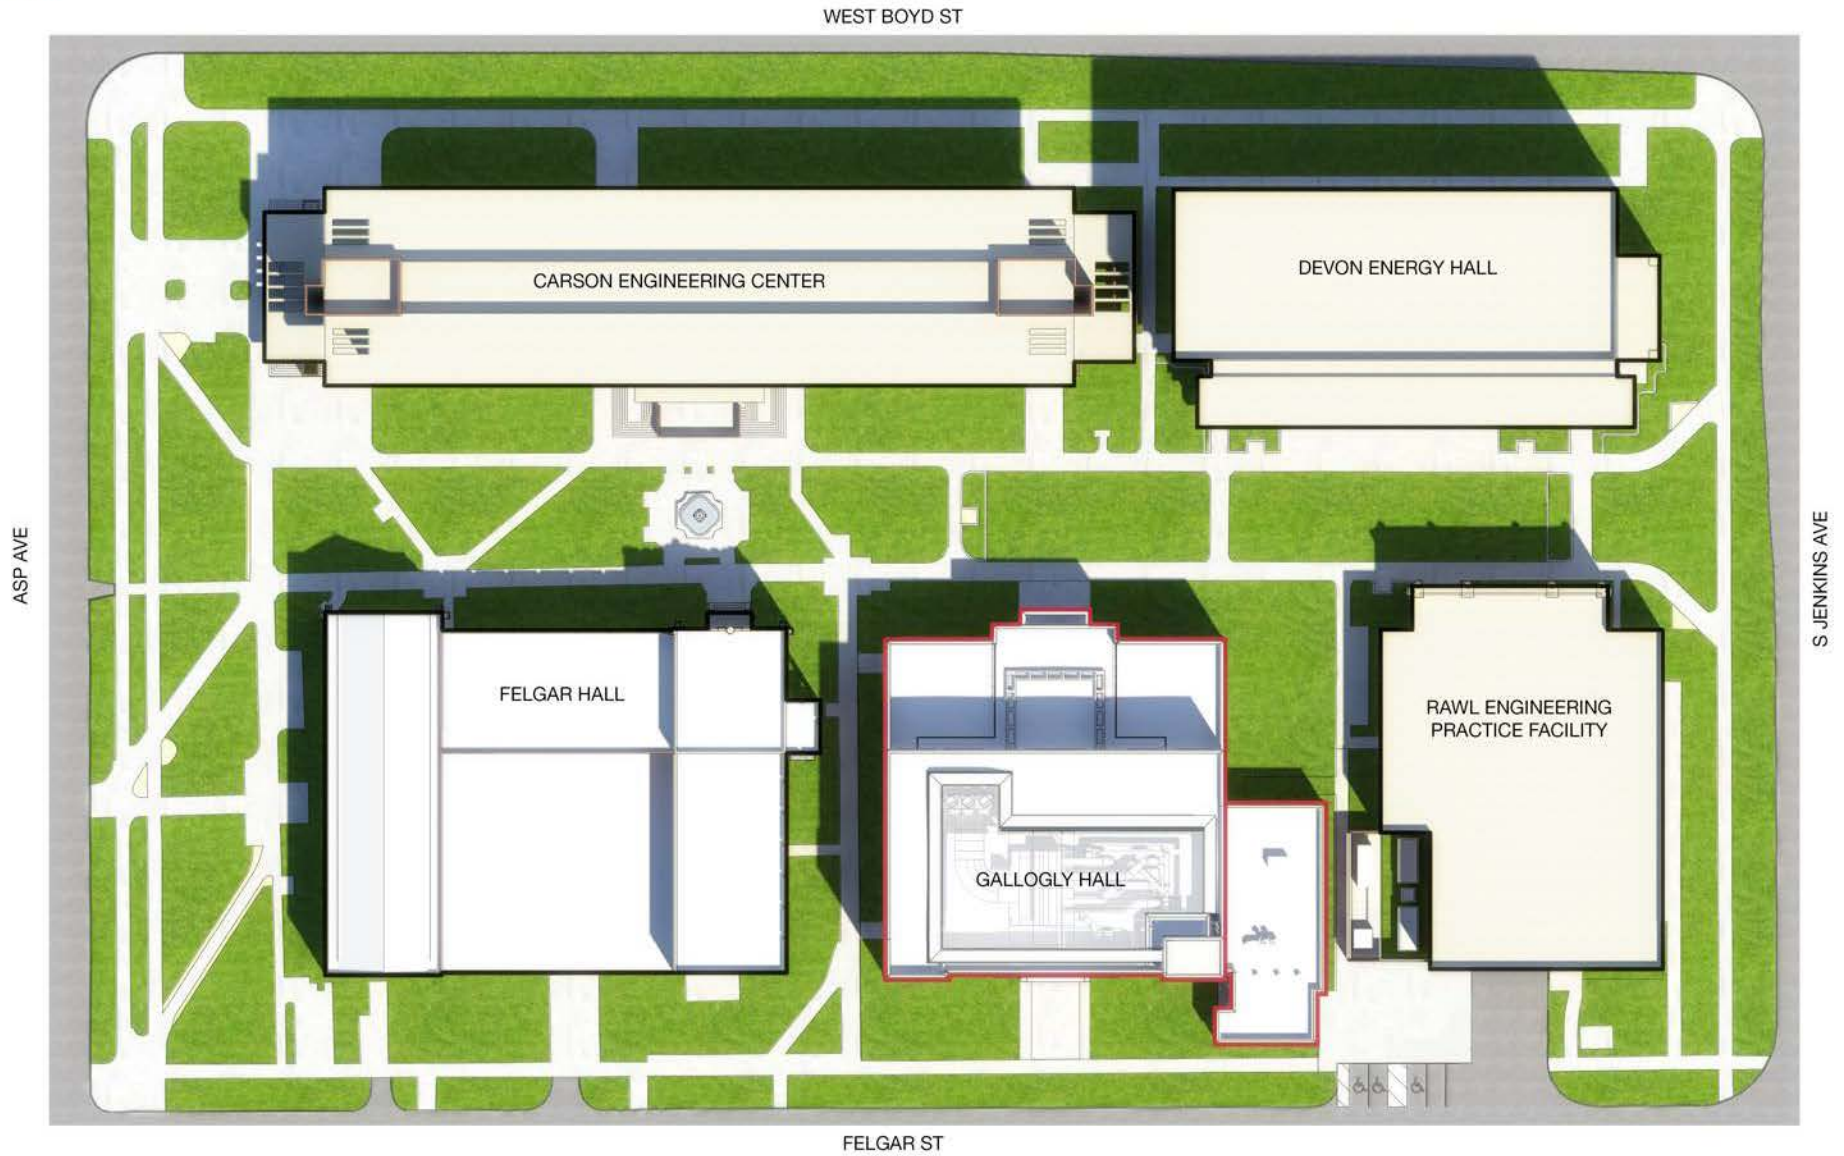 WEST BOYD ST
DEVON ENERGY HALL
CARSON ENGINEERING CENTER
ASP AVE
S JENKINS AVE
FELGAR HALL
RAWL ENGINEERING
PRACTICE FACILITY
GALLOGLY HALL
FELGAR ST